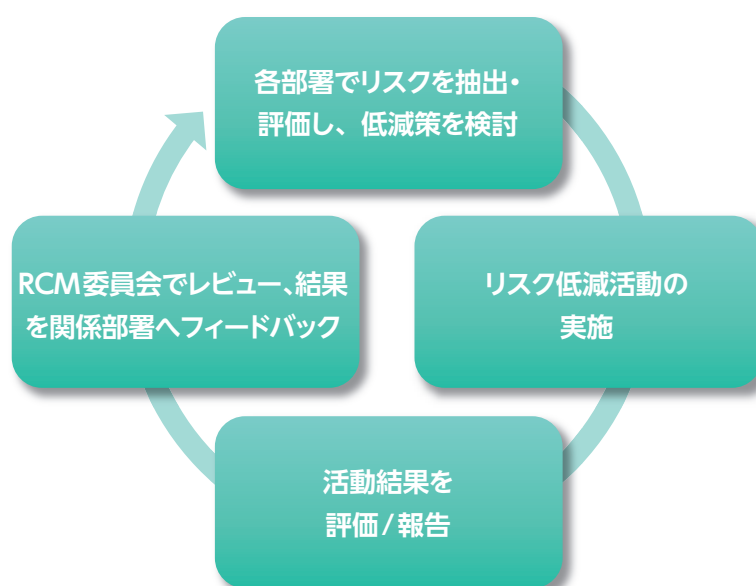 各部署でリスクを抽出・
評価し、低減策を検討
リスク低減活動の
実施
活動結果を
評価/報告
RCM委員会でレビュー、結果
を関係部署へフィードバック